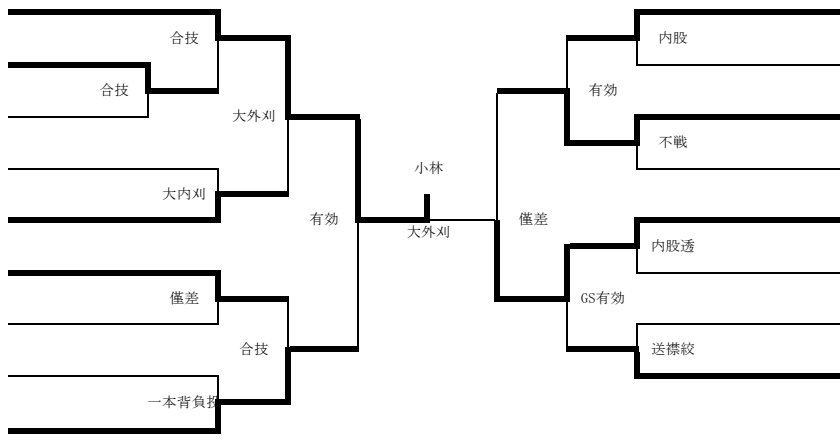 合技
合技
大外刈
大内刈
有効
僅差
合技
一本背負投
小林
大外刈
内股
有効
不戦
僅差
内股透
GS有効
送襟絞